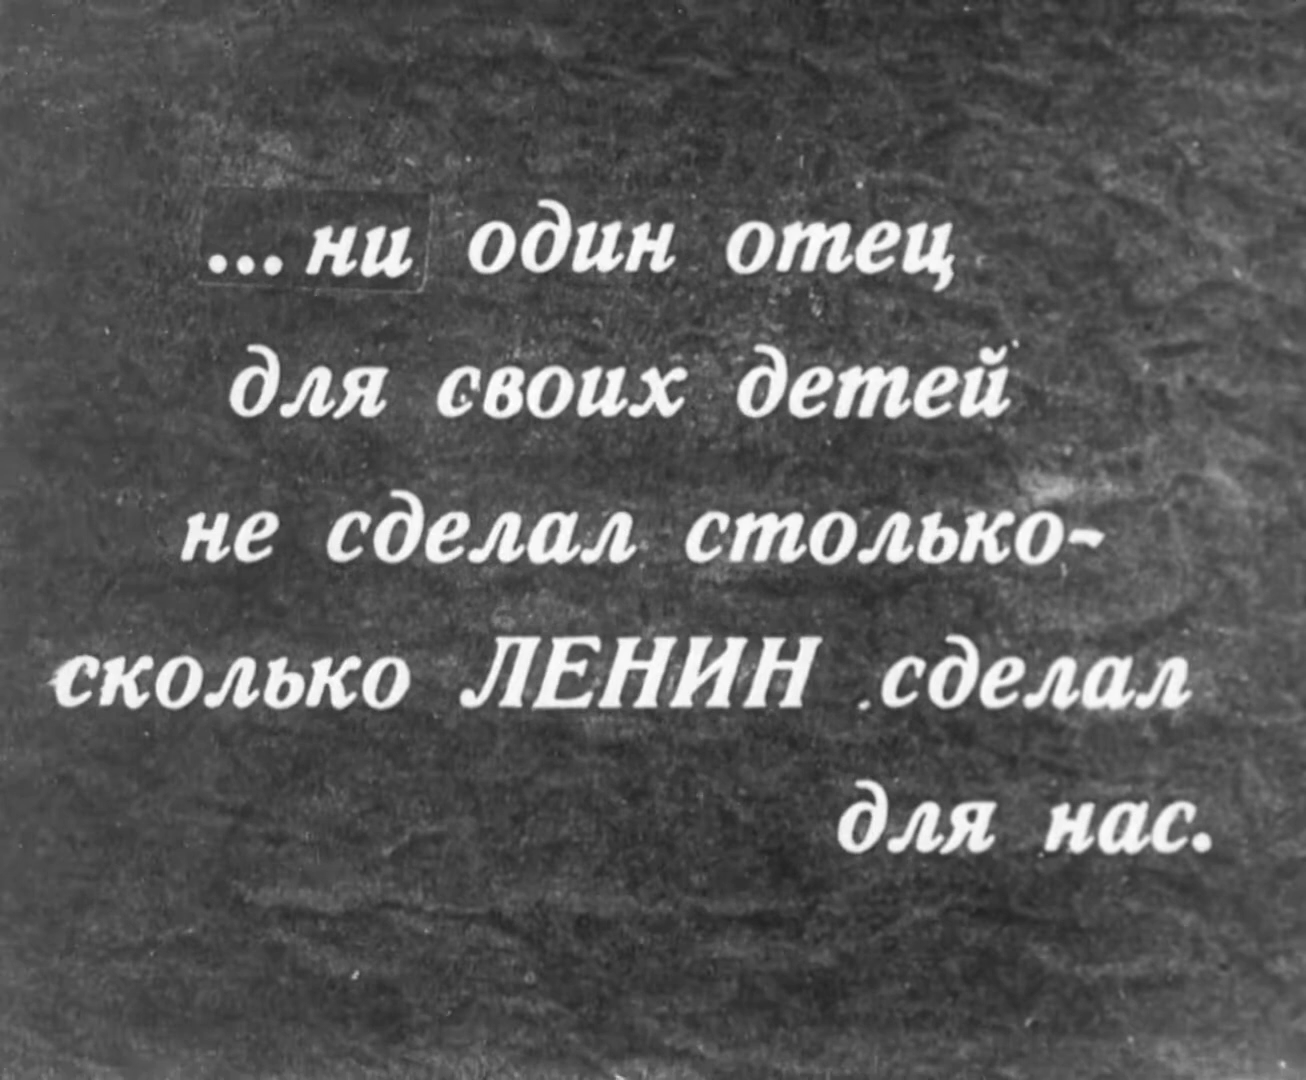 ...ни один отец
для своих детей
не сделал столько-
сколько ЛЕНИН сделал
для нас.